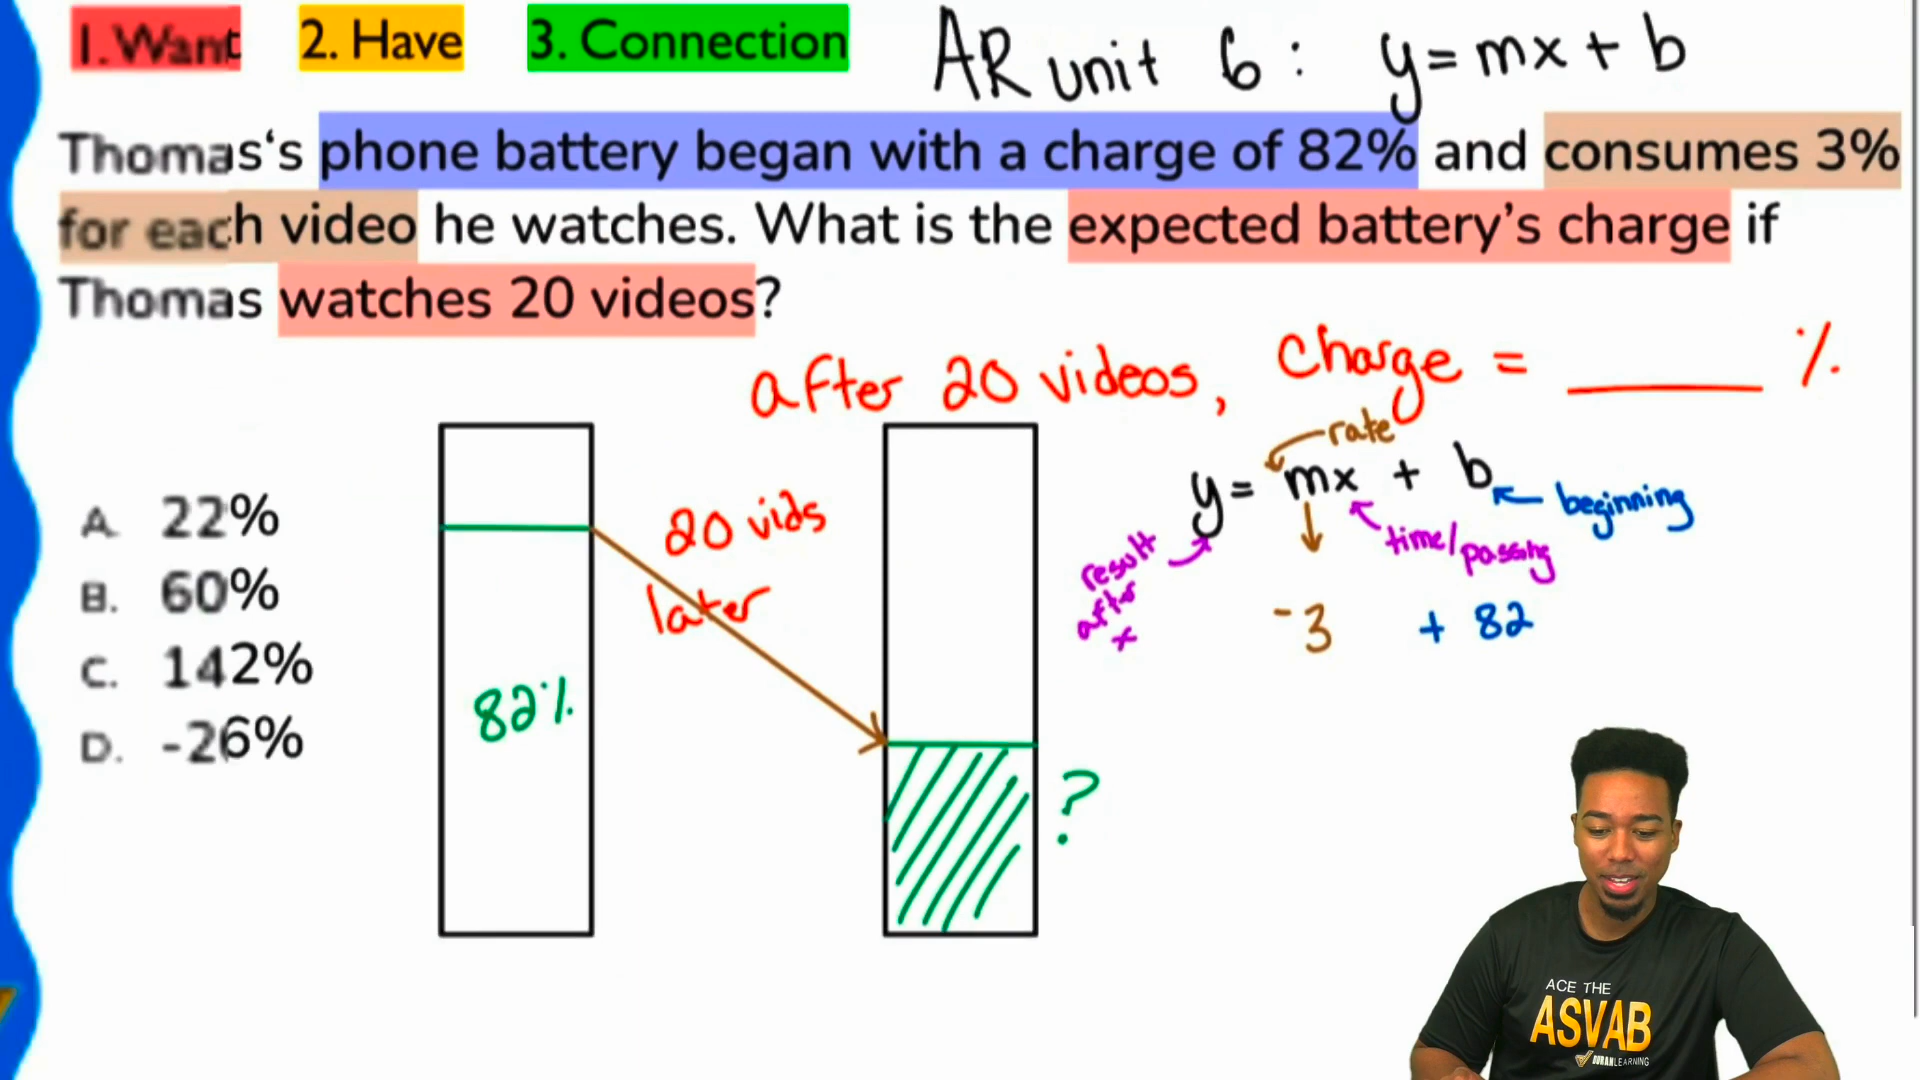 1. Want 2. Have 3. Connection AR unit 6: y = mx + b
Thomas‘s phone battery began with a charge of 82% and consumes 3%
for each video he watches. What is the expected battery’s charge if
Thomas watches 20 videos?
after 20 videos, charge = ____ %
rate
y = mx + b
beginning
time/passing
result
after
x
-3 + 82
20 vids
later
82%
?
A. 22%
B. 60%
C. 142%
D. -26%
ACE THE
ASVAB
DURANLEARNING